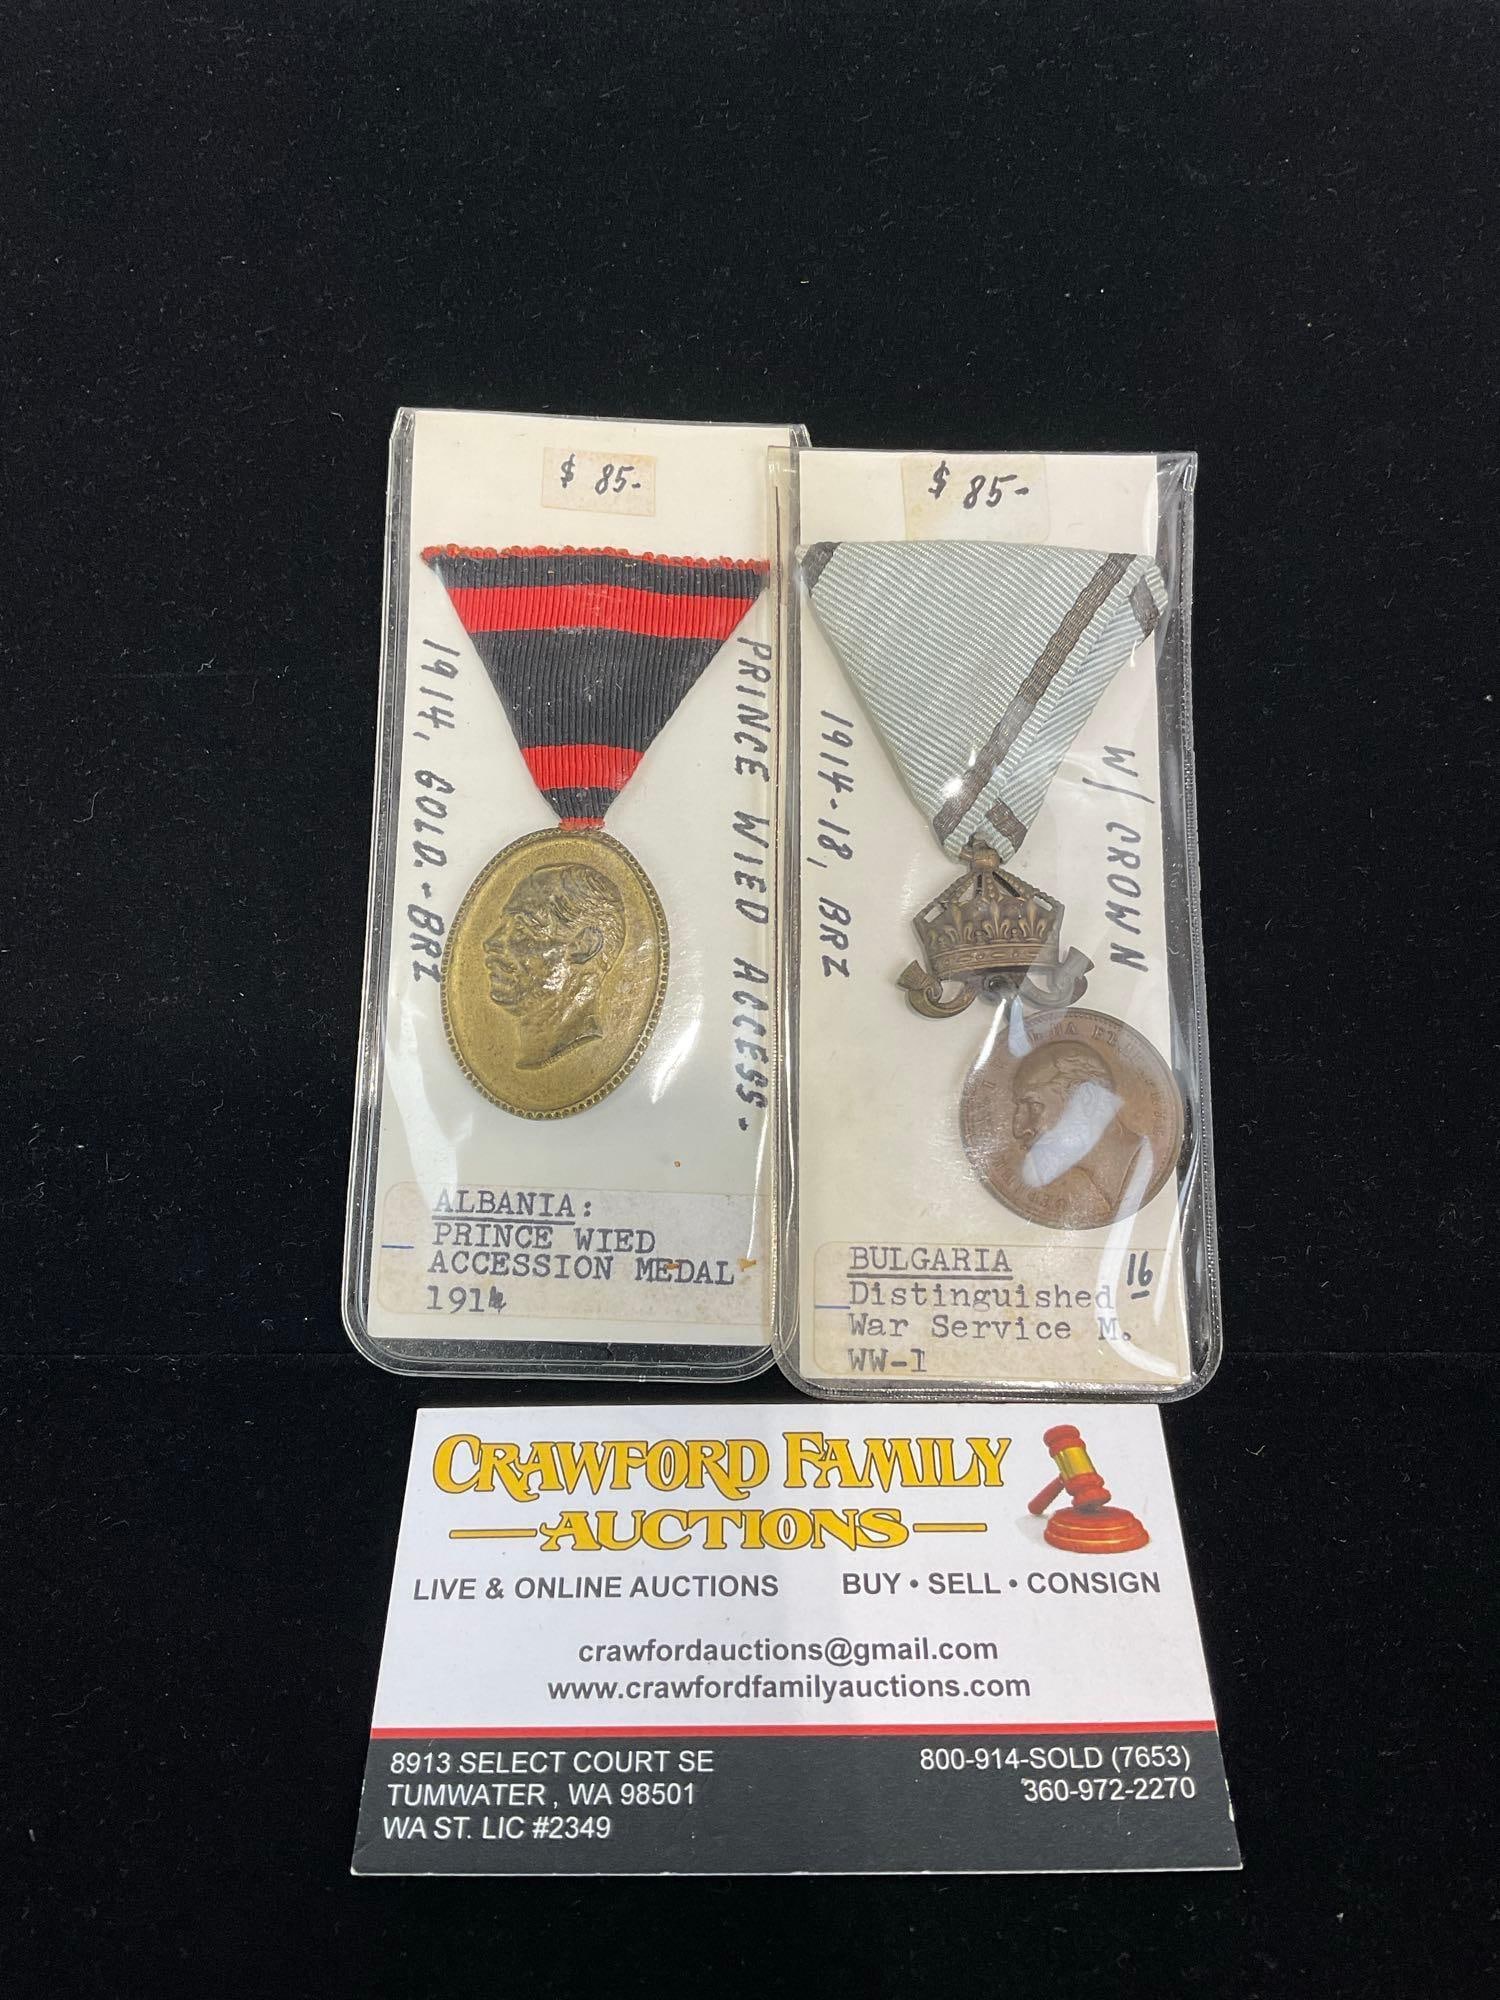 $ 85-
PRINCE WIED ACCESS-
1914, GOLD-BRZ
ALBANIA:
PRINCE WIED
ACCESSION MEDAL
1914
$ 85-
W/ CROWN
1914-18, BRZ
BULGARIA
16
Distinguished
War Service M.
WW-1
CRAWFORD FAMILY
AUCTIONS
LIVE & ONLINE AUCTIONS
BUY • SELL • CONSIGN
crawfordauctions@gmail.com
www.crawfordfamilyauctions.com
8913 SELECT COURT SE
TUMWATER , WA 98501
WA ST. LIC #2349
800-914-SOLD (7653)
360-972-2270